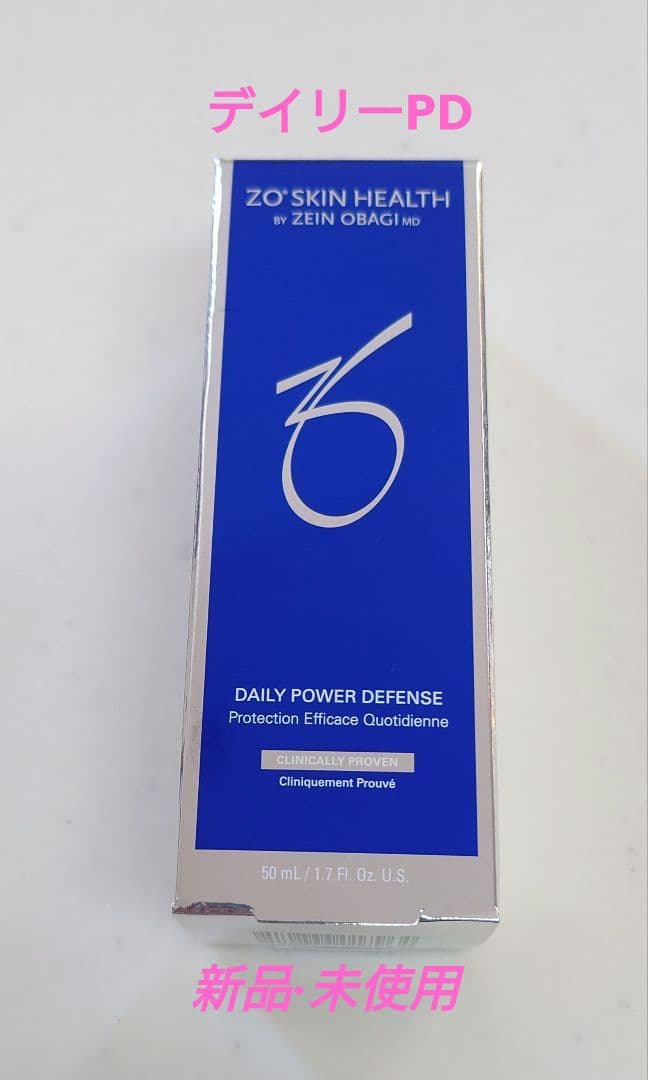 デイリーPD
ZO® SKIN HEALTH
BY ZEIN OBAGI MD
DAILY POWER DEFENSE
Protection Efficace Quotidienne
CLINICALLY PROVEN
Cliniquement Prouvé
50 mL / 1.7 Fl. Oz. U.S.
新品·未使用